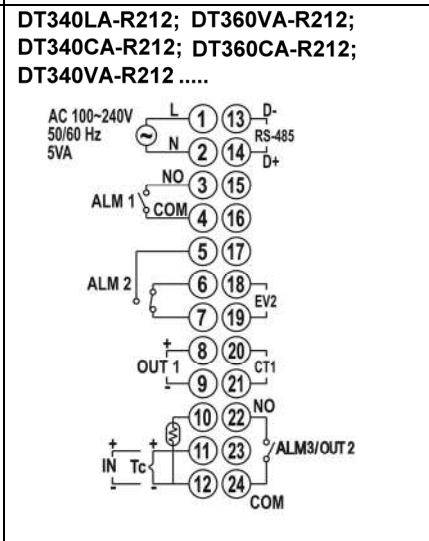 DT340LA-R212; DT360VA-R212;
DT340CA-R212; DT360CA-R212;
DT340VA-R212 .....
AC 100~240V
50/60 Hz
5VA
L
N
~
1 13 D-
RS-485
2 14 D+
NO 3 15
ALM 1
COM 4 16
5 17
ALM 2
6 18
EV2
7 19
+ 8 20
OUT 1 CT1
- 9 21
10 22 NO
+ + 11 23 ALM3/OUT2
IN Tc
- - 12 24
COM